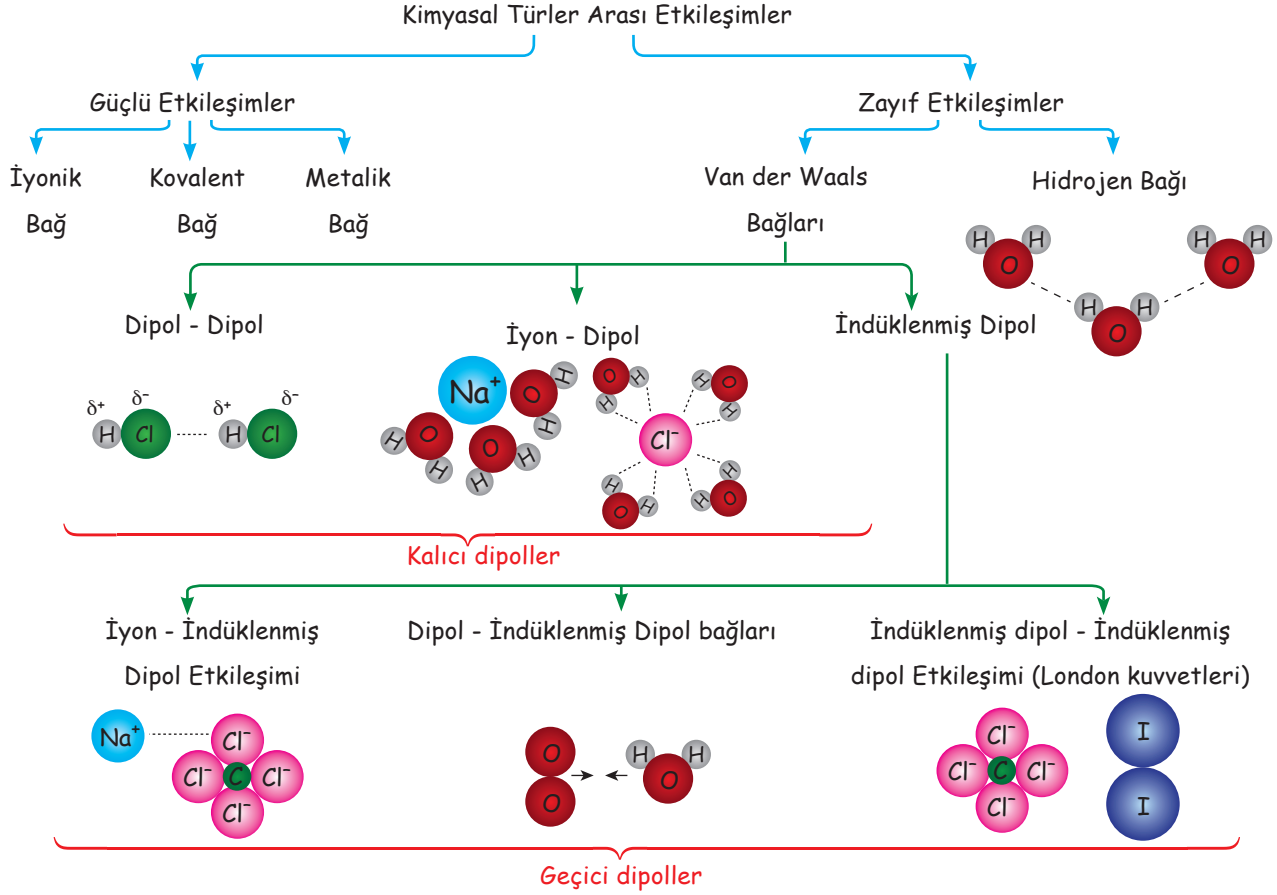 Kimyasal Türler Arası Etkileşimler
Güçlü Etkileşimler
Zayıf Etkileşimler
İyonik
Bağ
Kovalent
Bağ
Metalik
Bağ
Van der Waals
Bağları
Hidrojen Bağı
H H
O
H H
O
H H
O
Dipol - Dipol
δ+ δ-
H Cl
δ+ δ-
H Cl
İyon - Dipol
Na+
O H H
O H H
O H H
Cl-
O H H
O H H
O H H
O H H
İndüklenmiş Dipol
Kalıcı dipoller
İyon - İndüklenmiş
Dipol Etkileşimi
Na+
Cl-
Cl- C Cl-
Cl-
Dipol - İndüklenmiş Dipol bağları
O
O
H H
O
İndüklenmiş dipol - İndüklenmiş
dipol Etkileşimi (London kuvvetleri)
Cl-
Cl- C Cl-
Cl-
I
I
Geçici dipoller